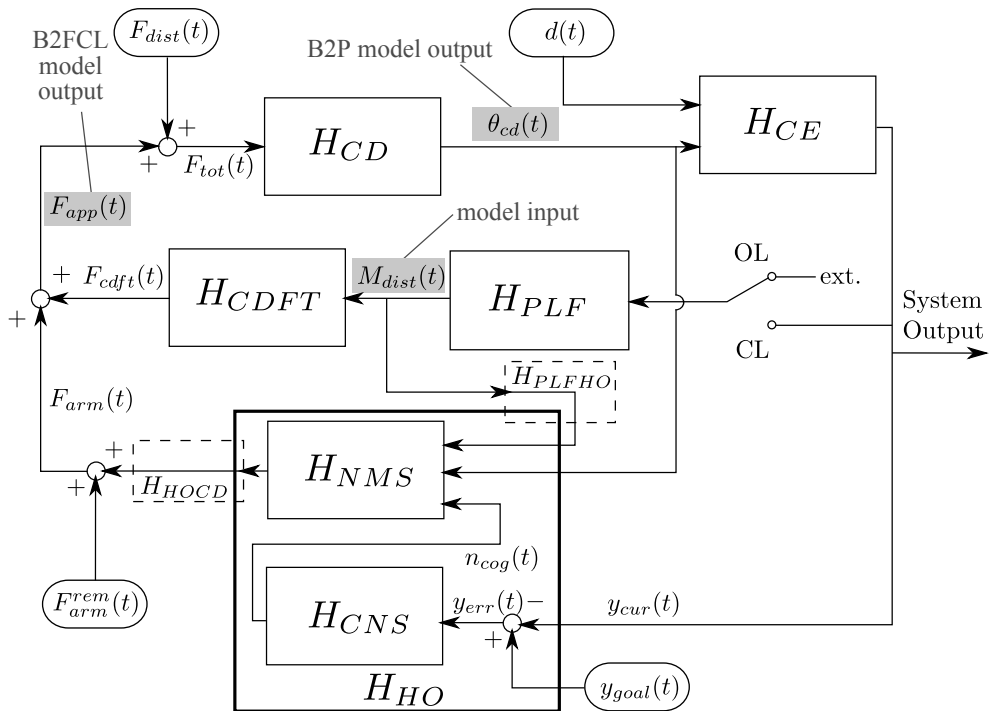 F_dist(t)
d(t)
B2FCL
model
output
B2P model output
θ_cd(t)
H_CE
H_CD
+
+
F_tot(t)
F_app(t)
model input
+
F_cdft(t)
H_CDFT
M_dist(t)
H_PLF
OL
ext.
CL
System
Output
+
H_PLFHO
F_arm(t)
+
+
H_HOCD
H_NMS
n_cog(t)
F_arm^rem(t)
H_CNS
y_err(t)
−
+
y_cur(t)
H_HO
y_goal(t)